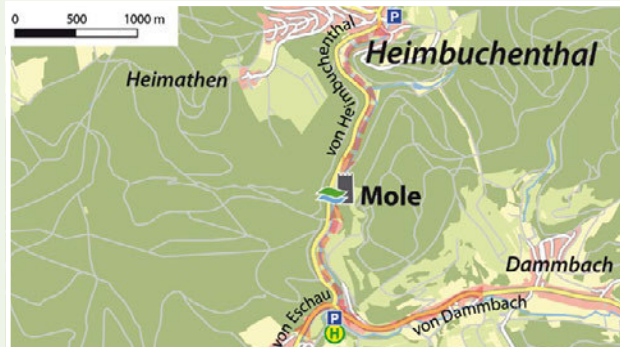 0 500 1000 m
P
Heimbuchenthal
Heimathen
von Heimbuchenthal
Mole
Dammbach
von Eschau
P
H
von Dammbach